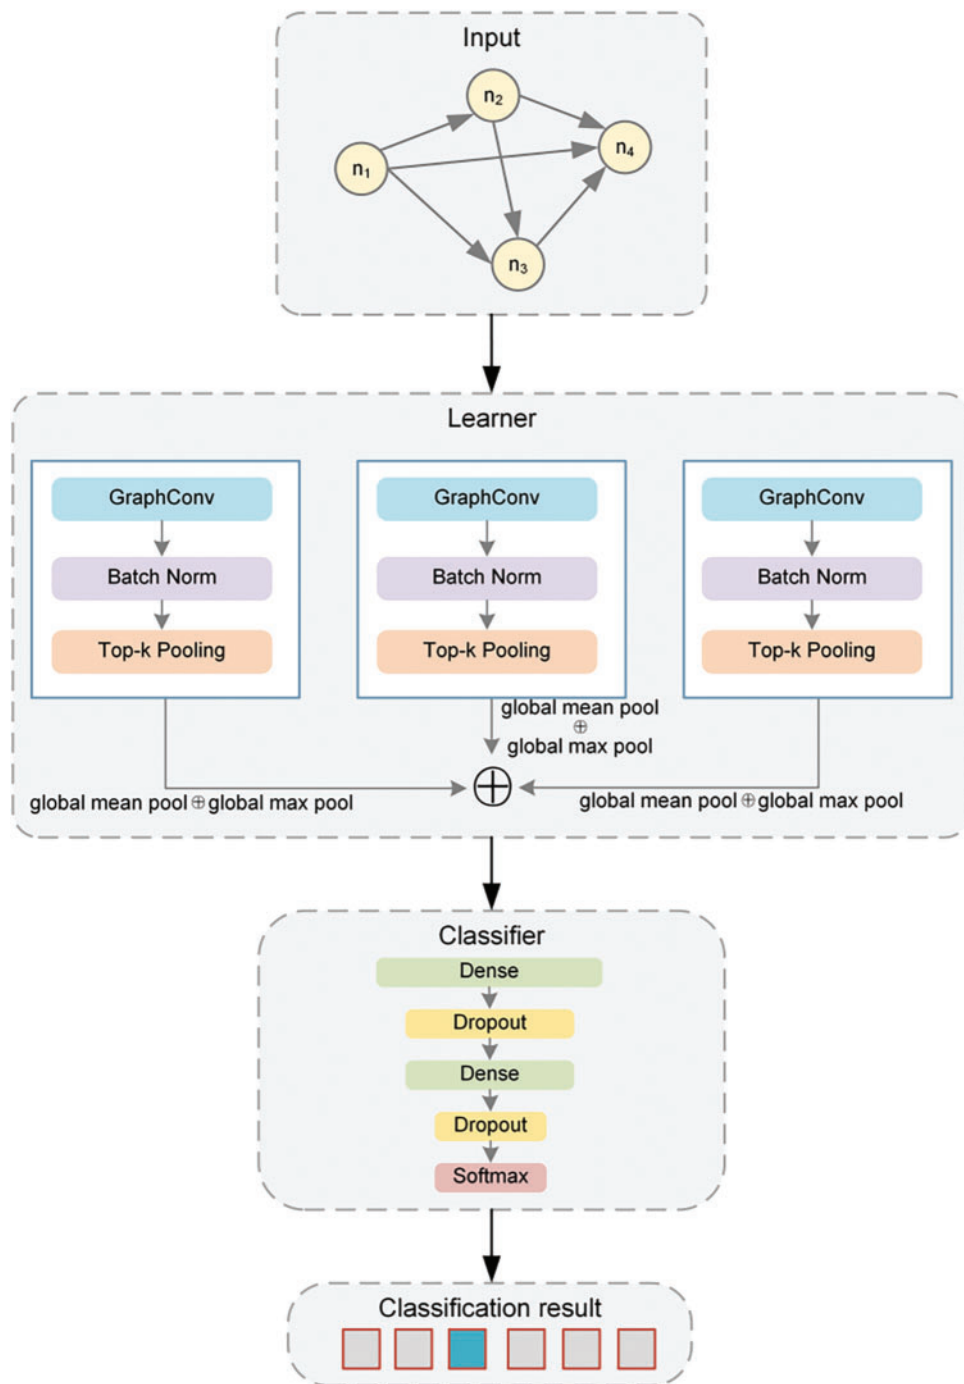 Input
n₂
n₄
n₁
n₃
Learner
GraphConv
Batch Norm
Top-k Pooling
GraphConv
Batch Norm
Top-k Pooling
GraphConv
Batch Norm
Top-k Pooling
global mean pool
⊕
global max pool
global mean pool⊕global max pool
⊕
global mean pool⊕global max pool
Classifier
Dense
Dropout
Dense
Dropout
Softmax
Classification result